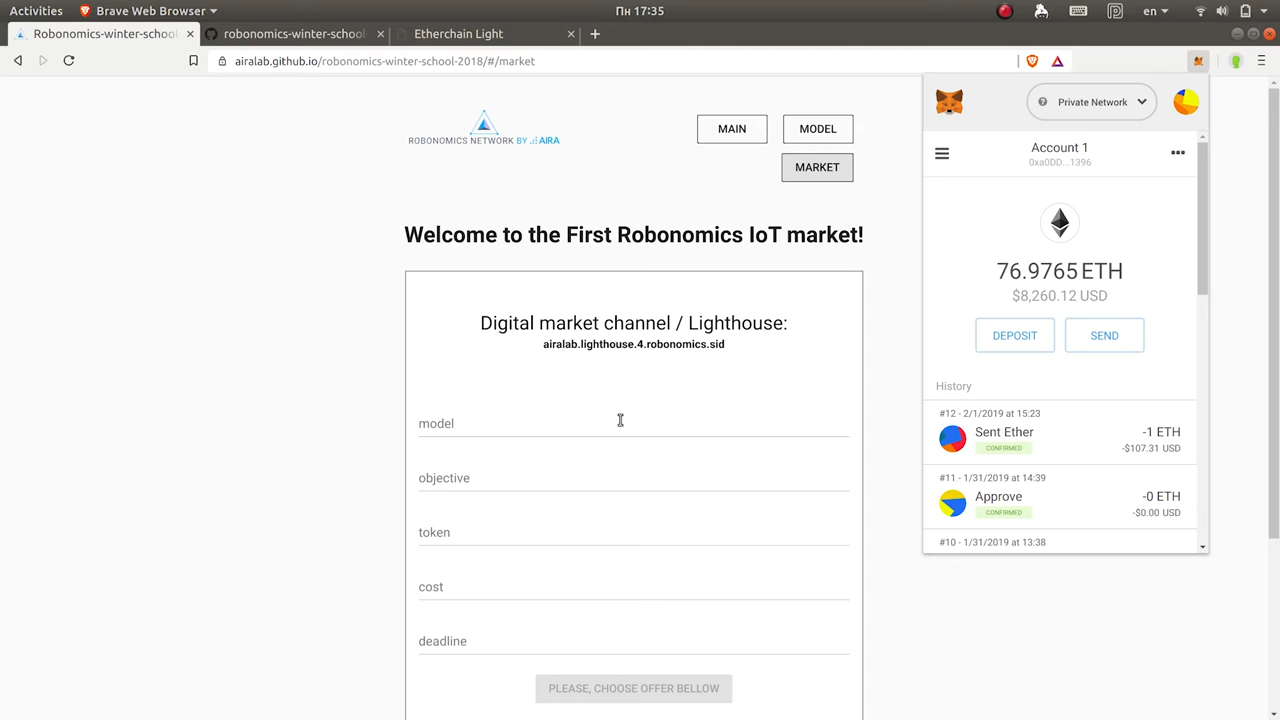 Activities
Brave Web Browser
Пн 17:35
en
Robonomics-winter-school
robonomics-winter-school-
Etherchain Light
airalab.github.io/robonomics-winter-school-2018/#/market
ROBONOMICS NETWORK BY AIRA
MAIN
MODEL
MARKET
Welcome to the First Robonomics IoT market!
Digital market channel / Lighthouse:
airalab.lighthouse.4.robonomics.sid
model
objective
token
cost
deadline
PLEASE, CHOOSE OFFER BELLOW
Private Network
Account 1
0xa0DD...1396
76.9765 ETH
$8,260.12 USD
DEPOSIT
SEND
History
#12 - 2/1/2019 at 15:23
Sent Ether
-1 ETH
CONFIRMED
-$107.31 USD
#11 - 1/31/2019 at 14:39
Approve
-0 ETH
CONFIRMED
-$0.00 USD
#10 - 1/31/2019 at 13:38